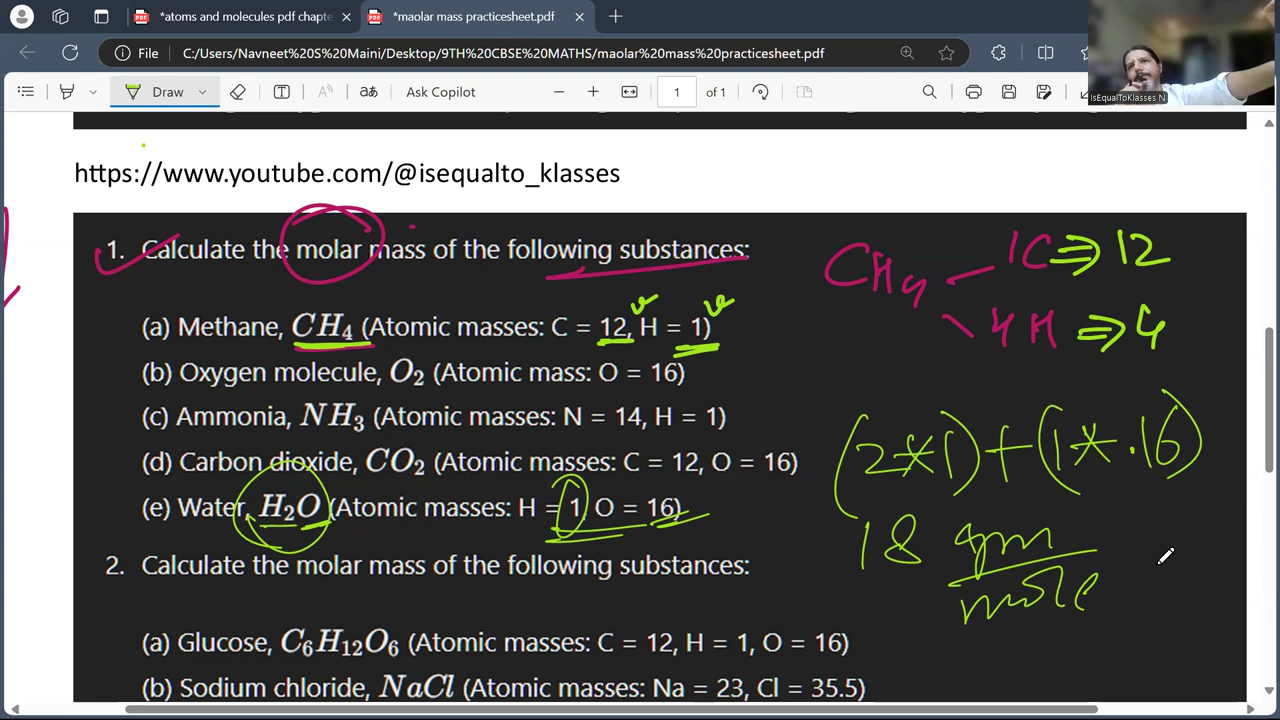 *atoms and molecules pdf chapte
*maolar mass practicesheet.pdf
File
C:/Users/Navneet%20S%20Maini/Desktop/9TH%20CBSE%20MATHS/maolar%20mass%20practicesheet.pdf
Draw
aあ
Ask Copilot
1
of 1
IsEqualToKlasses N
https://www.youtube.com/@isequalto_klasses
1. Calculate the molar mass of the following substances:
(a) Methane, CH₄ (Atomic masses: C = 12, H = 1)
(b) Oxygen molecule, O₂ (Atomic mass: O = 16)
(c) Ammonia, NH₃ (Atomic masses: N = 14, H = 1)
(d) Carbon dioxide, CO₂ (Atomic masses: C = 12, O = 16)
(e) Water, H₂O (Atomic masses: H = 1, O = 16)
CH₄
1C ⇒ 12
4H ⇒ 4
(2*1)+(1*.16)
18 gm
mole
2. Calculate the molar mass of the following substances:
(a) Glucose, C₆H₁₂O₆ (Atomic masses: C = 12, H = 1, O = 16)
(b) Sodium chloride, NaCl (Atomic masses: Na = 23, Cl = 35.5)